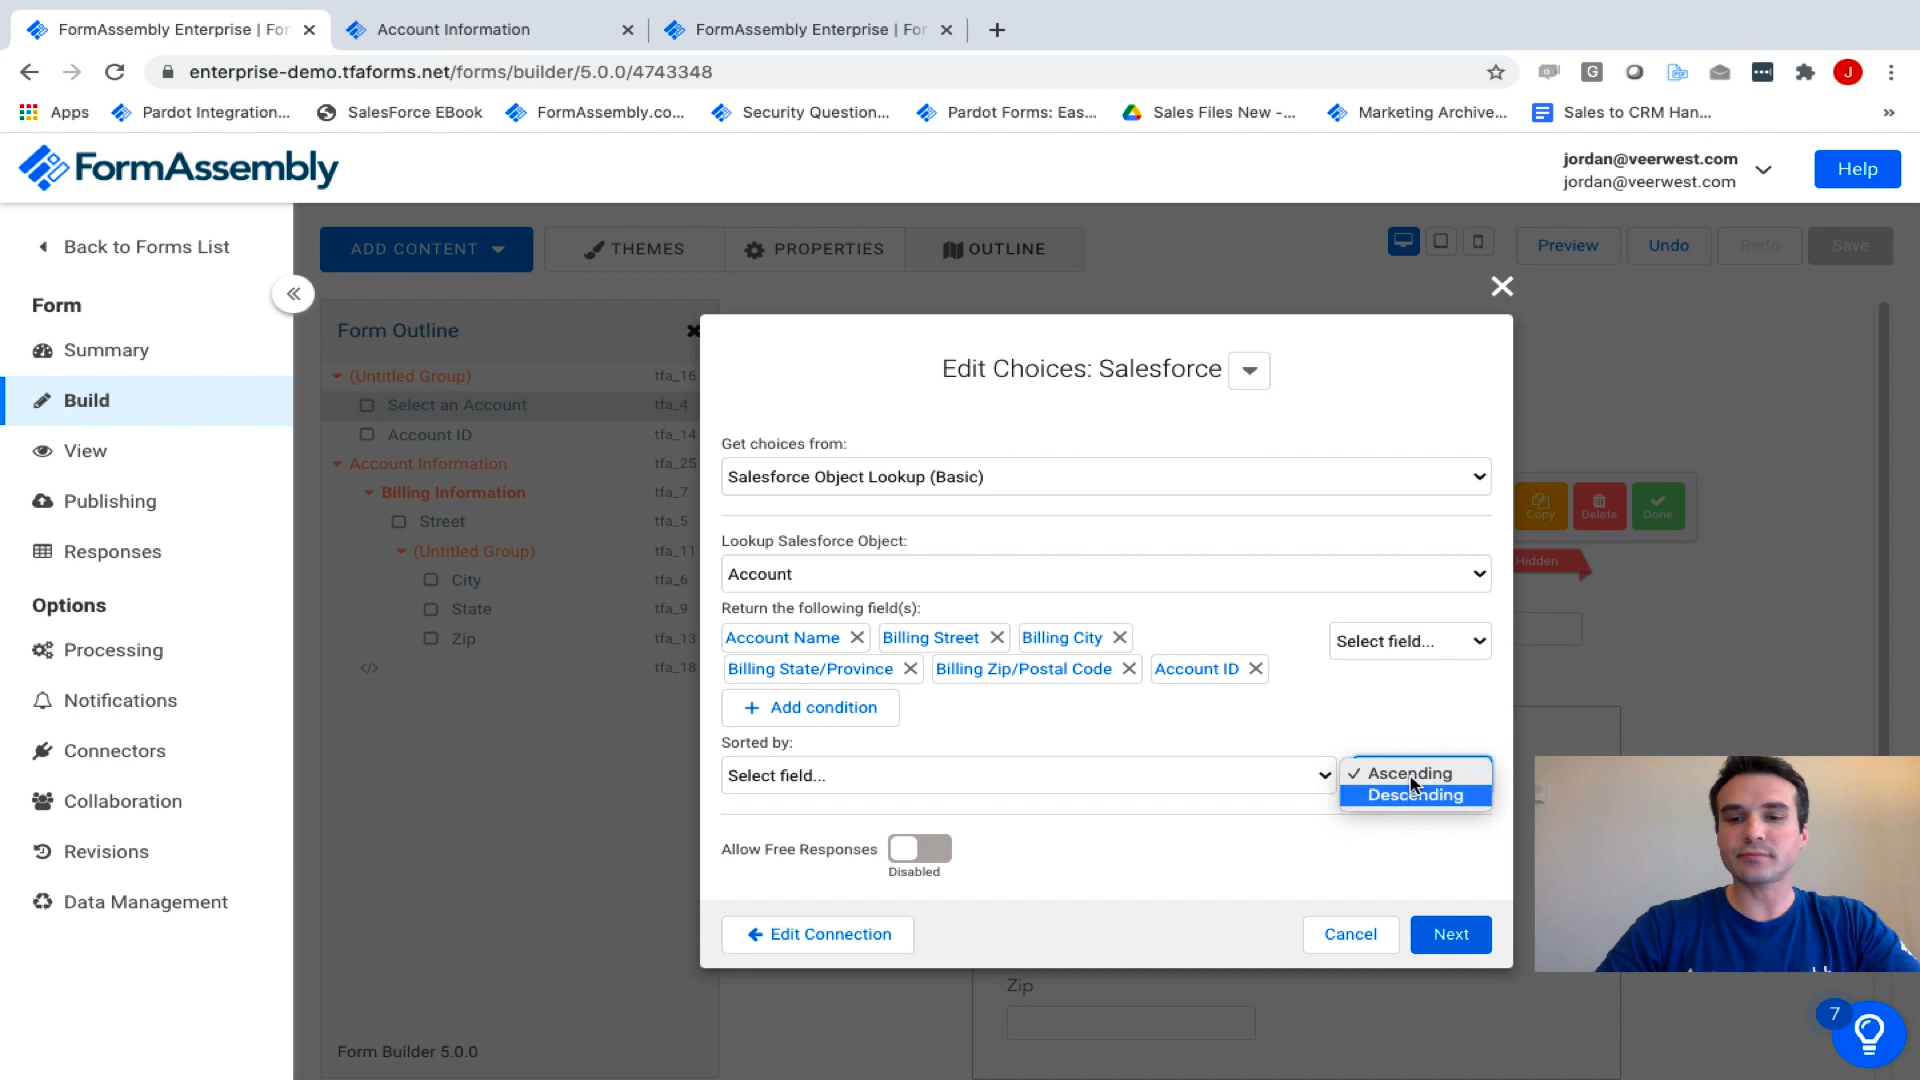 FormAssembly Enterprise | For
Account Information
FormAssembly Enterprise | For
enterprise-demo.tfaforms.net/forms/builder/5.0.0/4743348
G
J
Apps
Pardot Integration...
SalesForce EBook
FormAssembly.co...
Security Question...
Pardot Forms: Eas...
Sales Files New -...
Marketing Archive...
Sales to CRM Han...
»
FormAssembly
jordan@veerwest.com
jordan@veerwest.com
Help
Back to Forms List
ADD CONTENT
THEMES
PROPERTIES
OUTLINE
Preview
Undo
Redo
Save
Form
Summary
Build
View
Publishing
Responses
Options
Processing
Notifications
Connectors
Collaboration
Revisions
Data Management
Form Outline
(Untitled Group) tfa_16
Select an Account tfa_4
Account ID tfa_14
Account Information tfa_25
Billing Information tfa_7
Street tfa_5
(Untitled Group) tfa_11
City tfa_6
State tfa_9
Zip tfa_13
</> tfa_18
Form Builder 5.0.0
Edit Choices: Salesforce
Get choices from:
Salesforce Object Lookup (Basic)
Lookup Salesforce Object:
Account
Return the following field(s):
Account Name
Billing Street
Billing City
Select field...
Billing State/Province
Billing Zip/Postal Code
Account ID
+ Add condition
Sorted by:
Select field...
✓ Ascending
Descending
Allow Free Responses
Disabled
Edit Connection
Cancel
Next
Copy
Delete
Done
Hidden
Zip
7